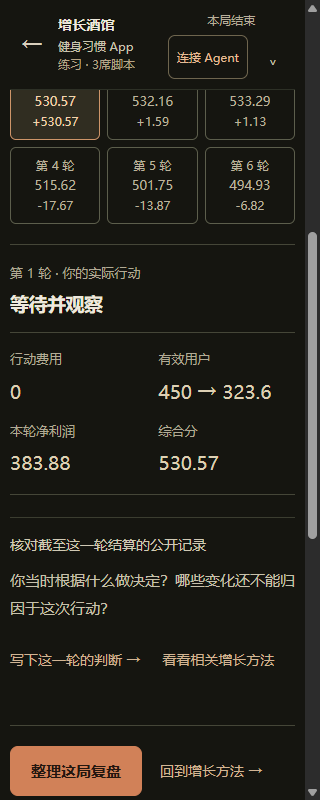 增长酒馆
健身习惯 App
练习 · 3席脚本
本局结束
连接 Agent
530.57
+530.57
532.16
+1.59
533.29
+1.13
第 4 轮
515.62
-17.67
第 5 轮
501.75
-13.87
第 6 轮
494.93
-6.82
第 1 轮 · 你的实际行动
等待并观察
行动费用
0
有效用户
450 → 323.6
本轮净利润
383.88
综合分
530.57
核对截至这一轮结算的公开记录
你当时根据什么做决定？哪些变化还不能归
因于这次行动？
写下这一轮的判断 →
看看相关增长方法
整理这局复盘
回到增长方法 →